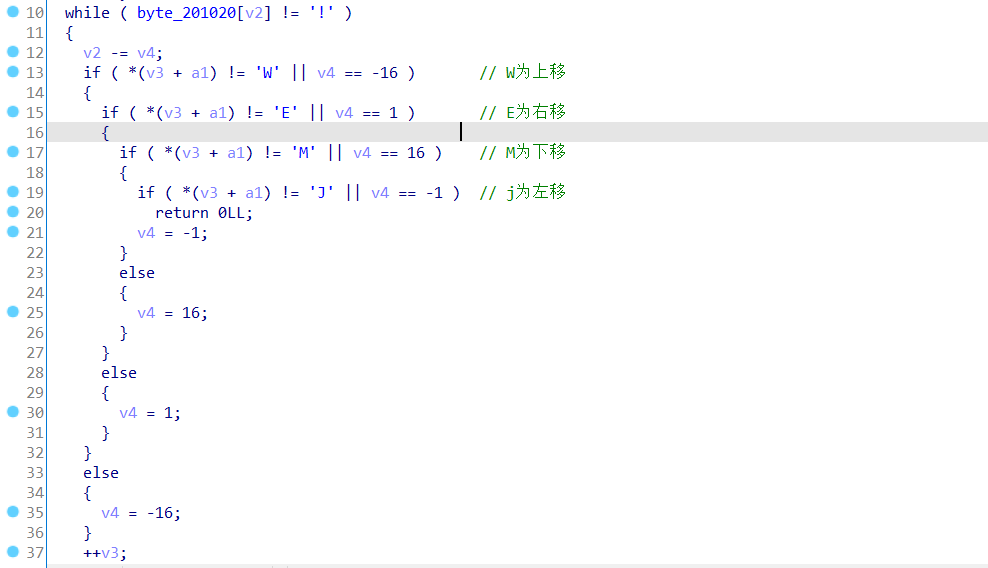 10 while ( byte_201020[v2] != '!' )
11 {
12 v2 -= v4;
13 if ( *(v3 + a1) != 'W' || v4 == -16 ) // W为上移
14 {
15 if ( *(v3 + a1) != 'E' || v4 == 1 ) // E为右移
16 {
17 if ( *(v3 + a1) != 'M' || v4 == 16 ) // M为下移
18 {
19 if ( *(v3 + a1) != 'J' || v4 == -1 ) // j为左移
20 return 0LL;
21 v4 = -1;
22 }
23 else
24 {
25 v4 = 16;
26 }
27 }
28 else
29 {
30 v4 = 1;
31 }
32 }
33 else
34 {
35 v4 = -16;
36 }
37 ++v3;